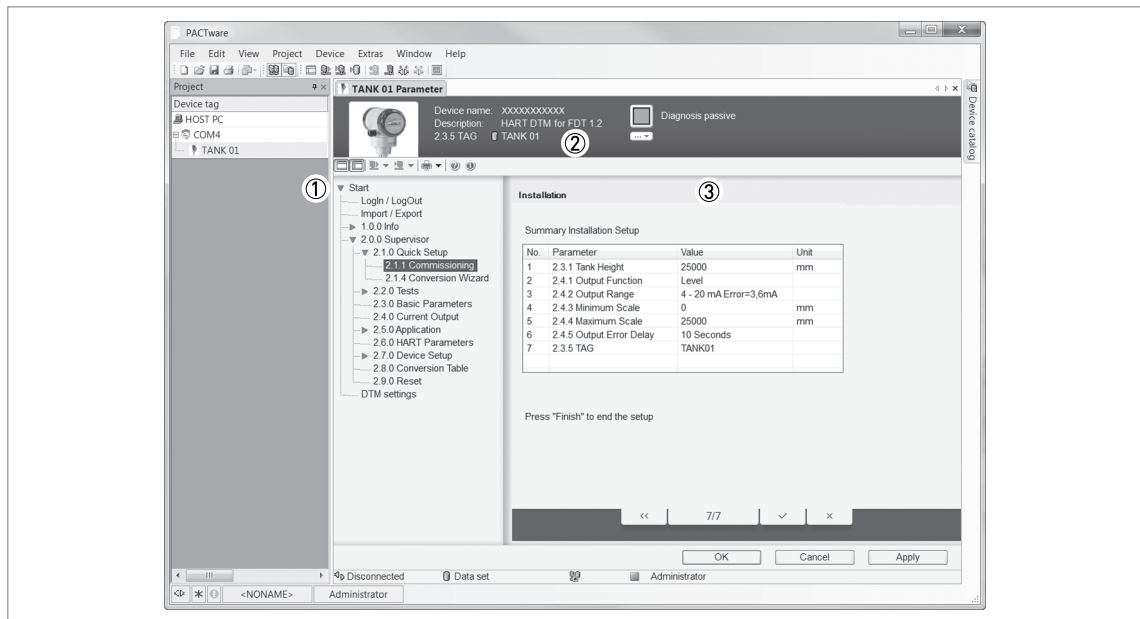 PACTware
File Edit View Project Device Extras Window Help
Project
Device tag
HOST PC
COM4
TANK 01
TANK 01 Parameter
Device name: XXXXXXXXXX
Description: HART DTM for FDT 1.2
2.3.5 TAG TANK 01
Diagnosis passive
②
Device catalog
①
Start
LogIn / LogOut
Import / Export
1.0.0 Info
2.0.0 Supervisor
2.1.0 Quick Setup
2.1.1 Commissioning
2.1.4 Conversion Wizard
2.2.0 Tests
2.3.0 Basic Parameters
2.4.0 Current Output
2.5.0 Application
2.6.0 HART Parameters
2.7.0 Device Setup
2.8.0 Conversion Table
2.9.0 Reset
DTM settings
Installation
③
Summary Installation Setup
No. Parameter Value Unit
1 2.3.1 Tank Height 25000 mm
2 2.4.1 Output Function Level
3 2.4.2 Output Range 4 - 20 mA Error=3,6mA
4 2.4.3 Minimum Scale 0 mm
5 2.4.4 Maximum Scale 25000 mm
6 2.4.5 Output Error Delay 10 Seconds
7 2.3.5 TAG TANK01
Press "Finish" to end the setup
<< 7/7
OK Cancel Apply
Disconnected Data set Administrator
<NONAME> Administrator